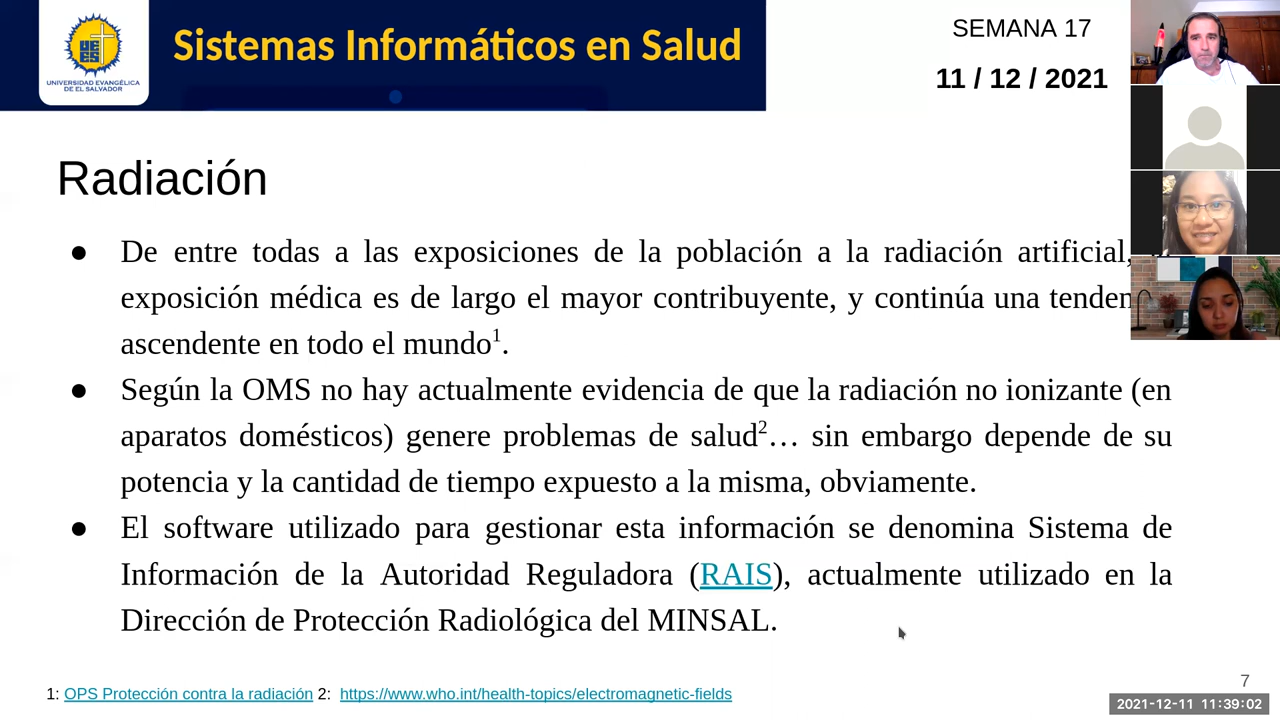 UNIVERSIDAD EVANGÉLICA
DE EL SALVADOR
Sistemas Informáticos en Salud
SEMANA 17
11 / 12 / 2021
Radiación
● De entre todas a las exposiciones de la población a la radiación artificial,
exposición médica es de largo el mayor contribuyente, y continúa una
ascendente en todo el mundo1.
● Según la OMS no hay actualmente evidencia de que la radiación no ionizante (en
aparatos domésticos) genere problemas de salud2… sin embargo depende de su
potencia y la cantidad de tiempo expuesto a la misma, obviamente.
● El software utilizado para gestionar esta información se denomina Sistema de
Información de la Autoridad Reguladora (RAIS), actualmente utilizado en la
Dirección de Protección Radiológica del MINSAL.
1: OPS Protección contra la radiación 2: https://www.who.int/health-topics/electromagnetic-fields
7
2021-12-11 11:39:02